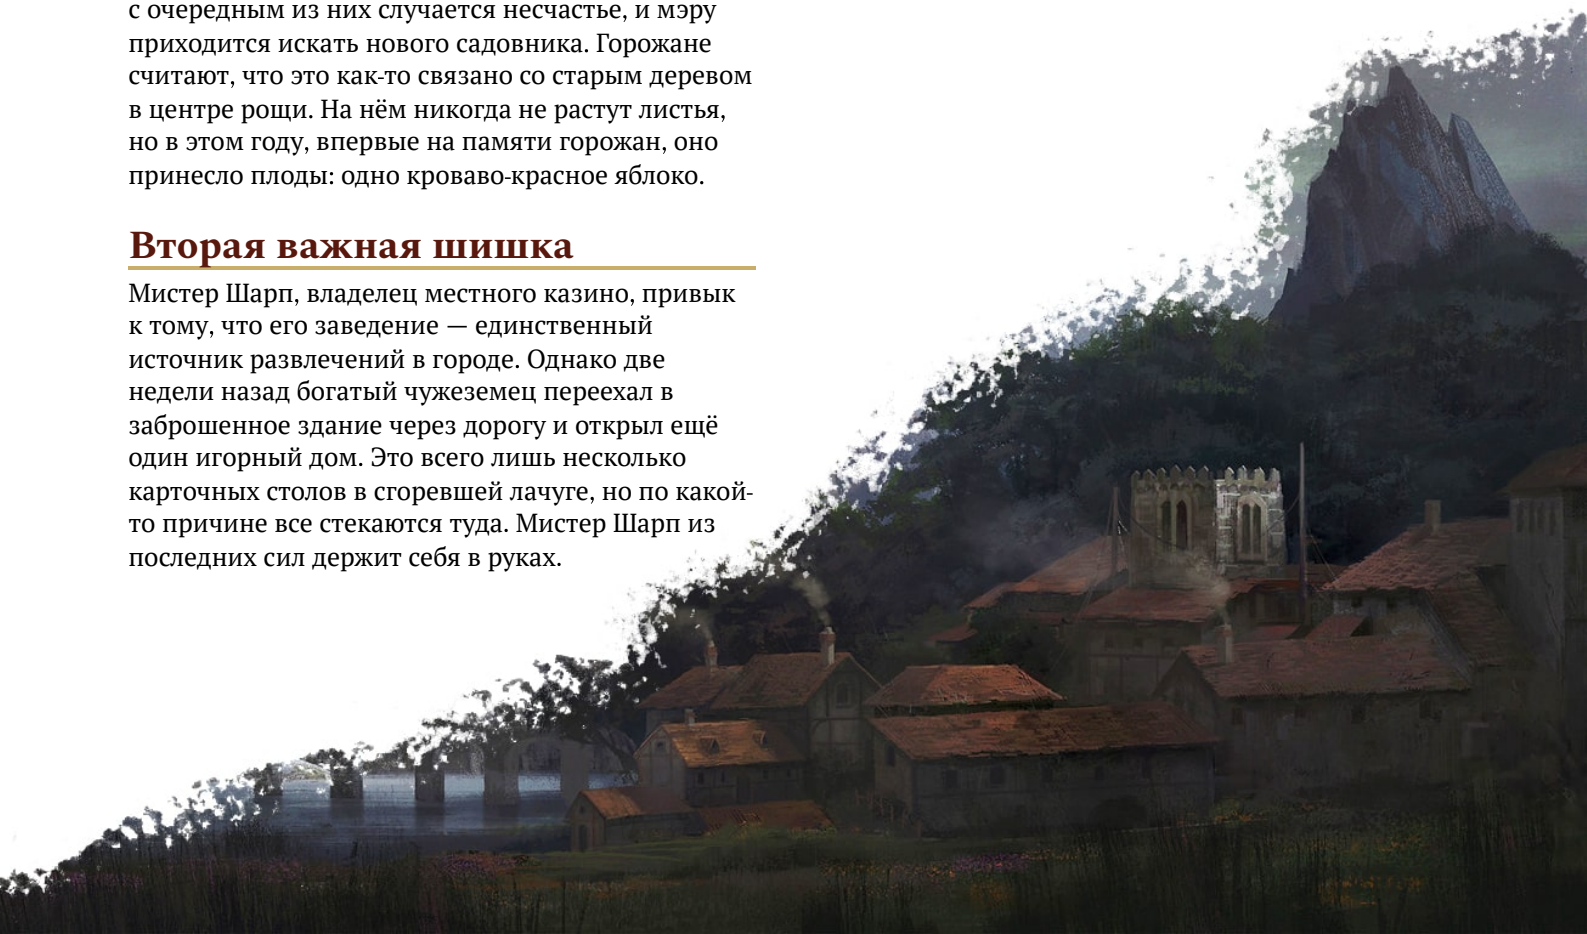 с очередным из них случается несчастье, и мэру
приходится искать нового садовника. Горожане
считают, что это как-то связано со старым деревом
в центре рощи. На нём никогда не растут листья,
но в этом году, впервые на памяти горожан, оно
принесло плоды: одно кроваво-красное яблоко.
Вторая важная шишка
Мистер Шарп, владелец местного казино, привык
к тому, что его заведение — единственный
источник развлечений в городе. Однако две
недели назад богатый чужеземец переехал в
заброшенное здание через дорогу и открыл ещё
один игорный дом. Это всего лишь несколько
карточных столов в сгоревшей лачуге, но по какой-
то причине все стекаются туда. Мистер Шарп из
последних сил держит себя в руках.